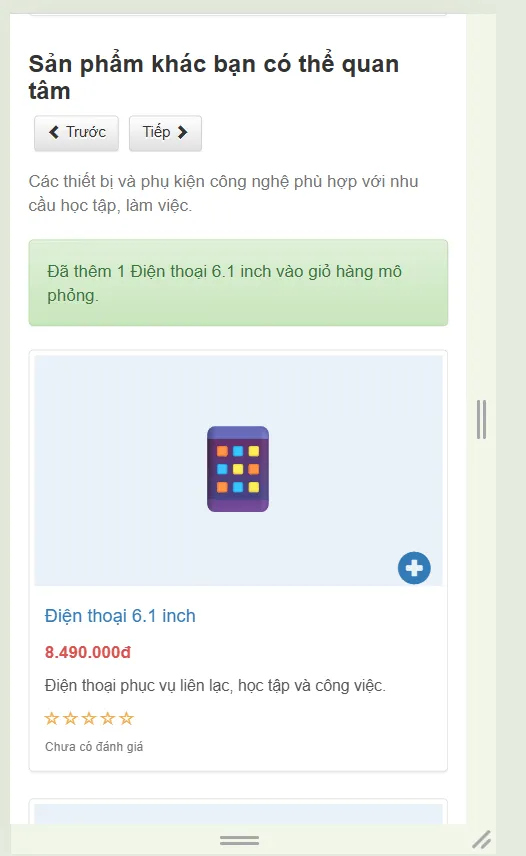 Sản phẩm khác bạn có thể quan
tâm
Trước
Tiếp
Các thiết bị và phụ kiện công nghệ phù hợp với nhu
cầu học tập, làm việc.
Đã thêm 1 Điện thoại 6.1 inch vào giỏ hàng mô
phỏng.
Điện thoại 6.1 inch
8.490.000đ
Điện thoại phục vụ liên lạc, học tập và công việc.
Chưa có đánh giá